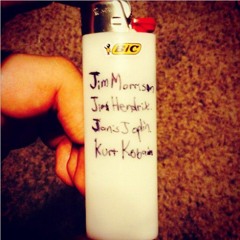 BIC
Jim Morrison
Jimi Hendrix
Janis Joplin
Kurt Kobain